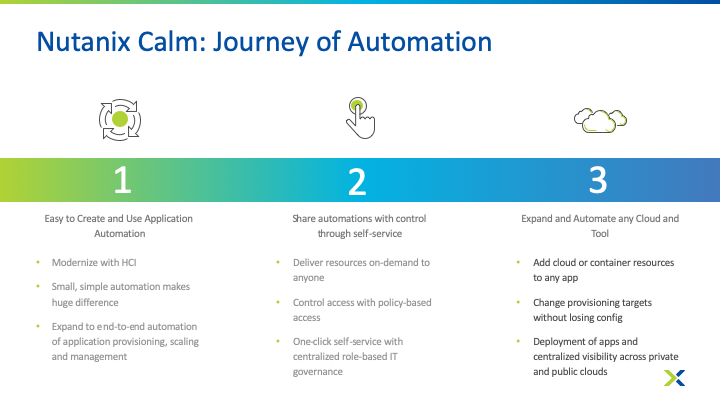 Nutanix Calm: Journey of Automation
1
2
3
Easy to Create and Use Application
Automation
• Modernize with HCI
• Small, simple automation makes
huge difference
• Expand to end-to-end automation
of application provisioning, scaling
and management
Share automations with control
through self-service
• Deliver resources on-demand to
anyone
• Control access with policy-based
access
• One-click self-service with
centralized role-based IT
governance
Expand and Automate any Cloud and
Tool
• Add cloud or container resources
to any app
• Change provisioning targets
without losing config
• Deployment of apps and
centralized visibility across private
and public clouds